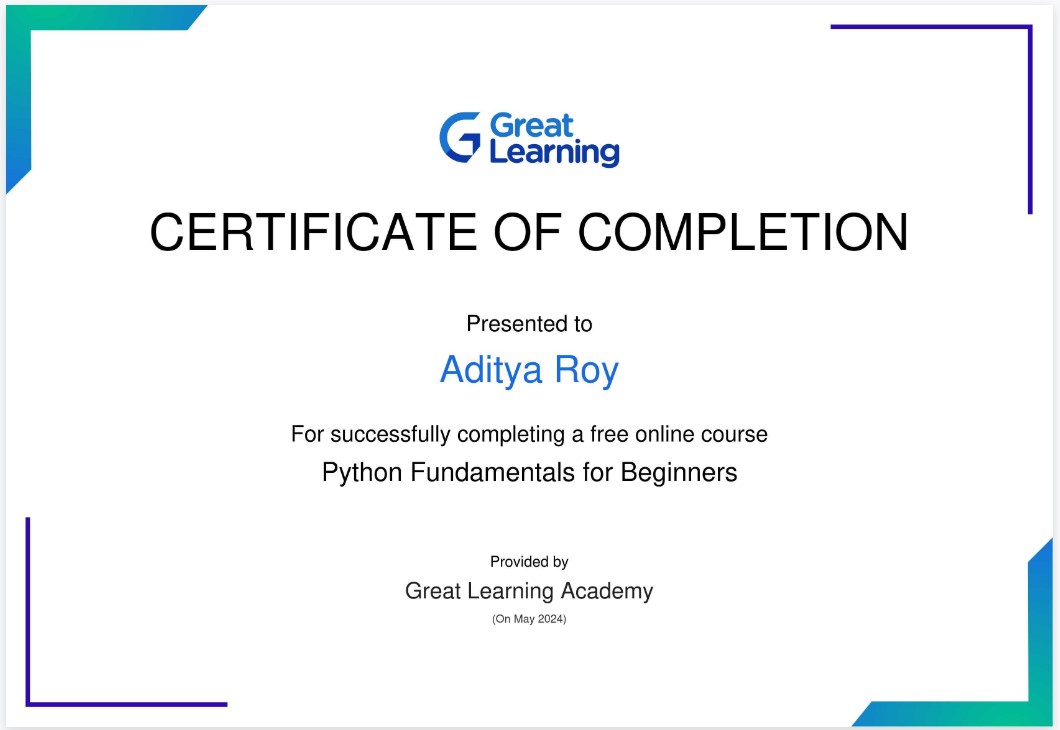 Great
Learning
CERTIFICATE OF COMPLETION
Presented to
Aditya Roy
For successfully completing a free online course
Python Fundamentals for Beginners
Provided by
Great Learning Academy
(On May 2024)